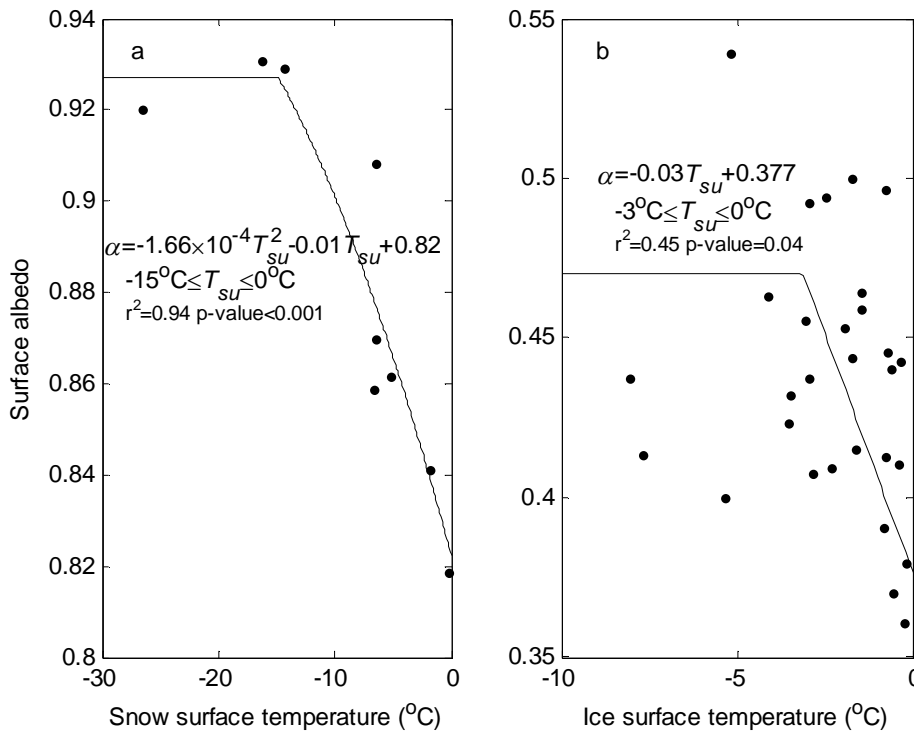 a
0.94
0.92
0.9
0.88
0.86
0.84
0.82
0.8
Surface albedo
α=-1.66×10⁻⁴T²su-0.01Tsu+0.82
-15°C≤Tsu≤0°C
r²=0.94 p-value<0.001
-30
-20
-10
0
Snow surface temperature (°C)
b
0.55
0.5
0.45
0.4
0.35
α=-0.03Tsu+0.377
-3°C≤Tsu≤0°C
r²=0.45 p-value=0.04
-10
-5
0
Ice surface temperature (°C)